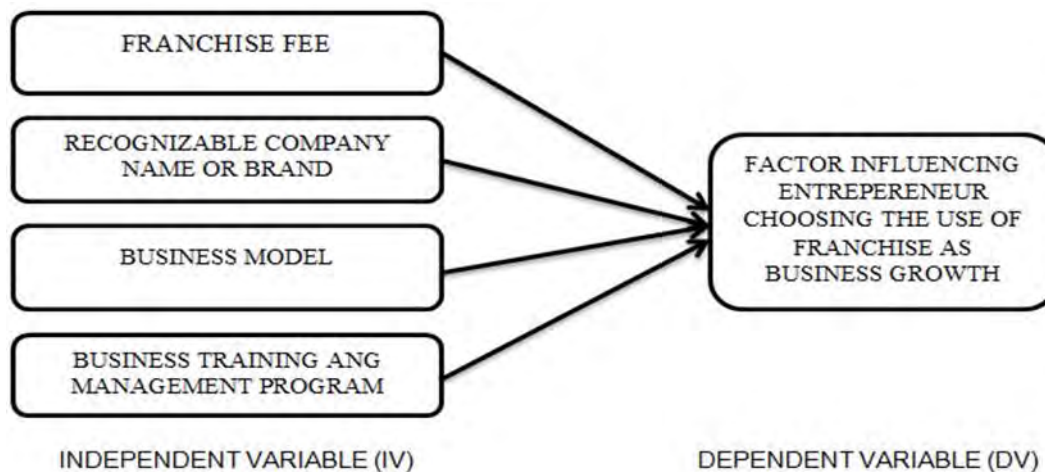 FRANCHISE FEE
RECOGNIZABLE COMPANY
NAME OR BRAND
BUSINESS MODEL
BUSINESS TRAINING ANG
MANAGEMENT PROGRAM
INDEPENDENT VARIABLE (IV)
FACTOR INFLUENCING
ENTREPERENEUR
CHOOSING THE USE OF
FRANCHISE AS
BUSINESS GROWTH
DEPENDENT VARIABLE (DV)